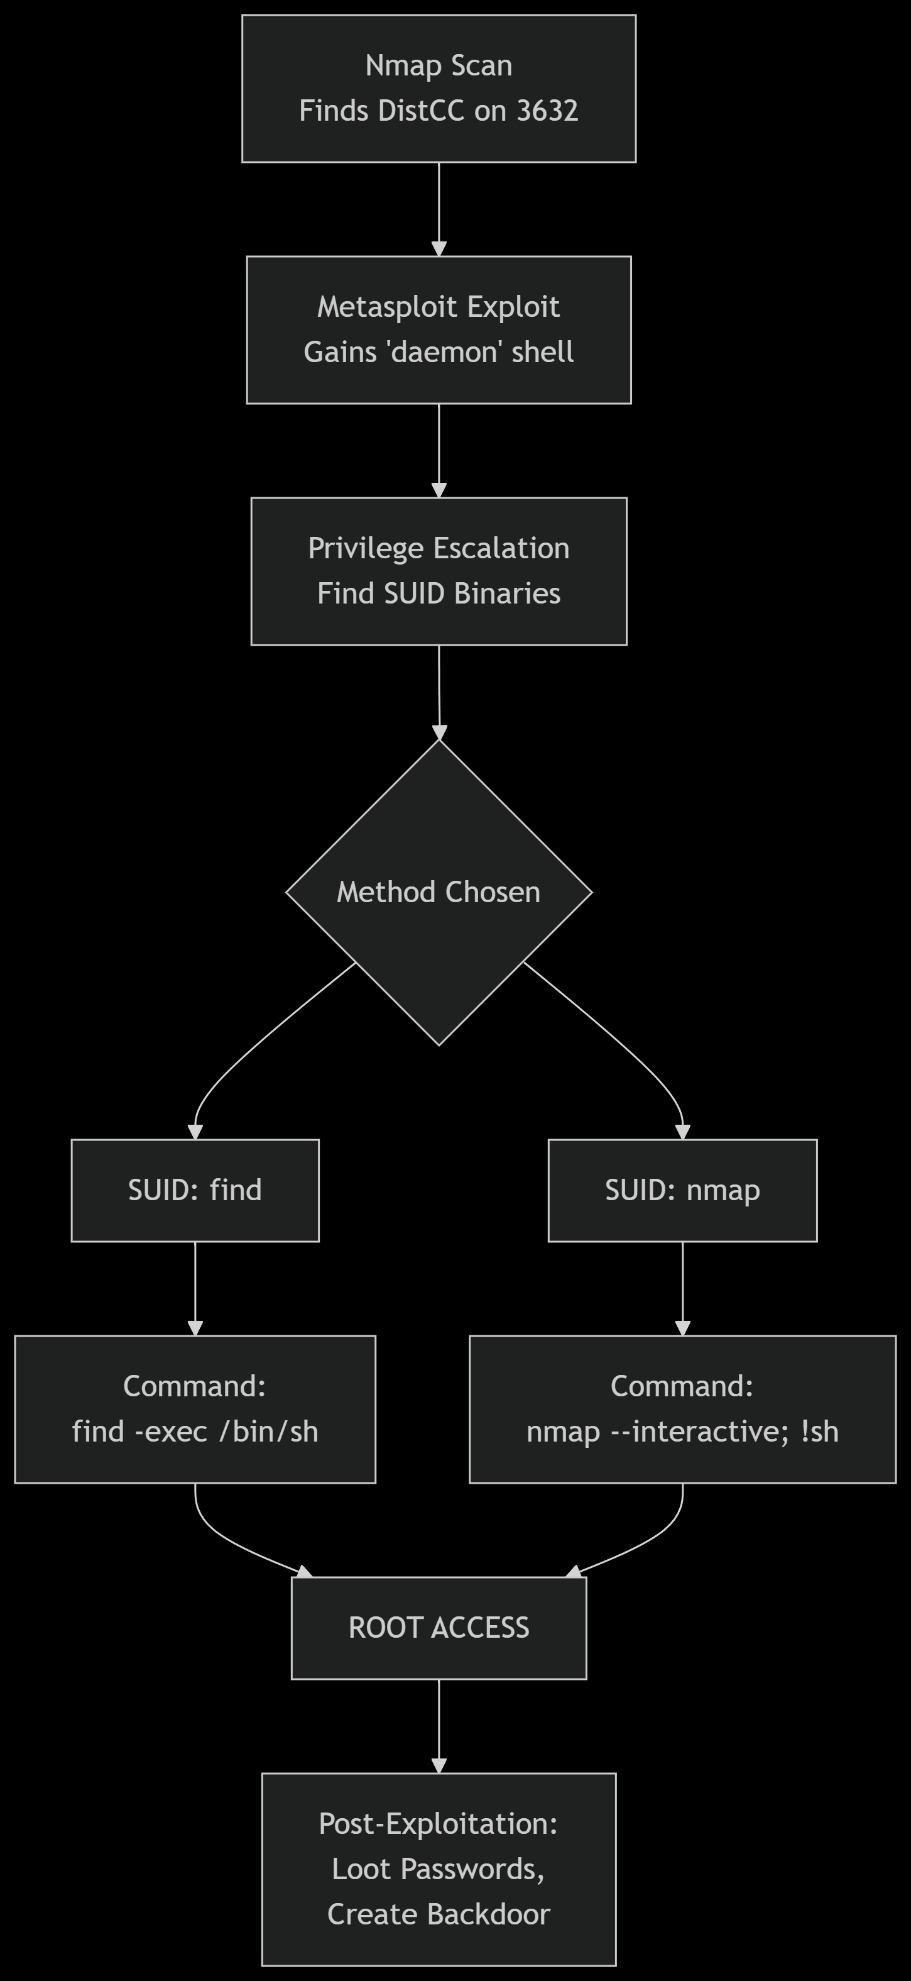 Nmap Scan
Finds DistCC on 3632
Metasploit Exploit
Gains 'daemon' shell
Privilege Escalation
Find SUID Binaries
Method Chosen
SUID: find
SUID: nmap
Command:
find -exec /bin/sh
Command:
nmap --interactive; !sh
ROOT ACCESS
Post-Exploitation:
Loot Passwords,
Create Backdoor